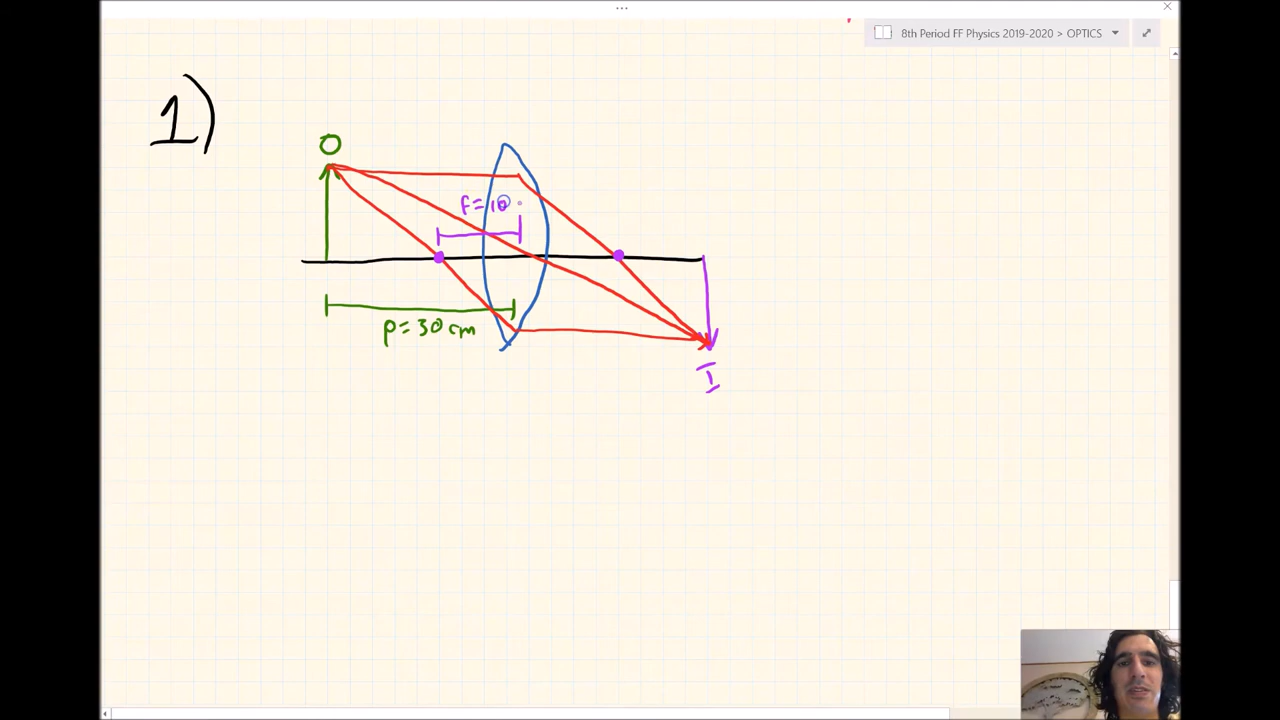 8th Period FF Physics 2019-2020 > OPTICS
1)
O
f= 10
p= 30 cm
I